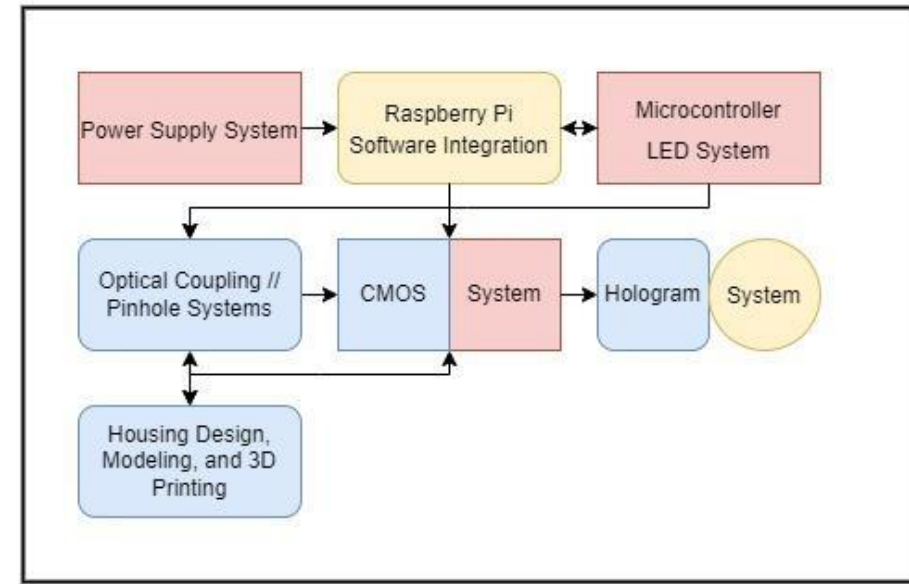 Power Supply System
Raspberry Pi
Software Integration
Microcontroller
LED System
Optical Coupling //
Pinhole Systems
CMOS
System
Hologram
System
Housing Design,
Modeling, and 3D
Printing